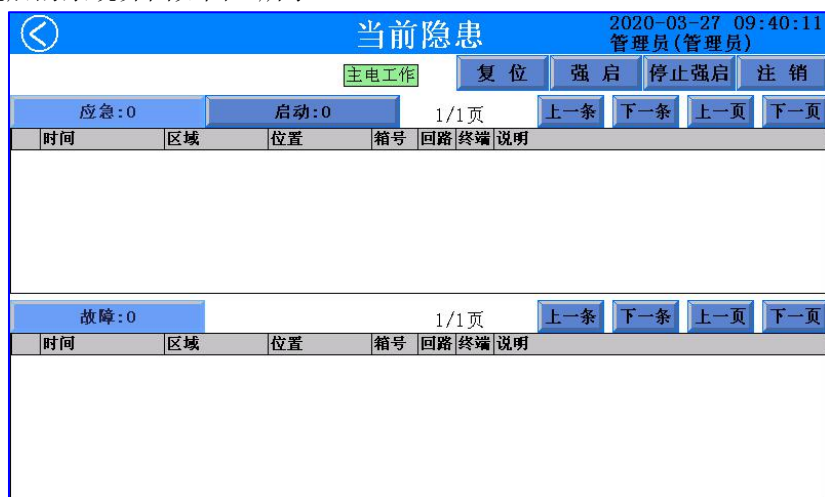 当前隐患
2020-03-27 09:40:11
管理员(管理员)
主电工作 复位 强启 停止强启 注销
应急:0 启动:0 1/1页 上一条 下一条 上一页 下一页
时间 区域 位置 箱号 回路 终端 说明
故障:0 1/1页 上一条 下一条 上一页 下一页
时间 区域 位置 箱号 回路 终端 说明